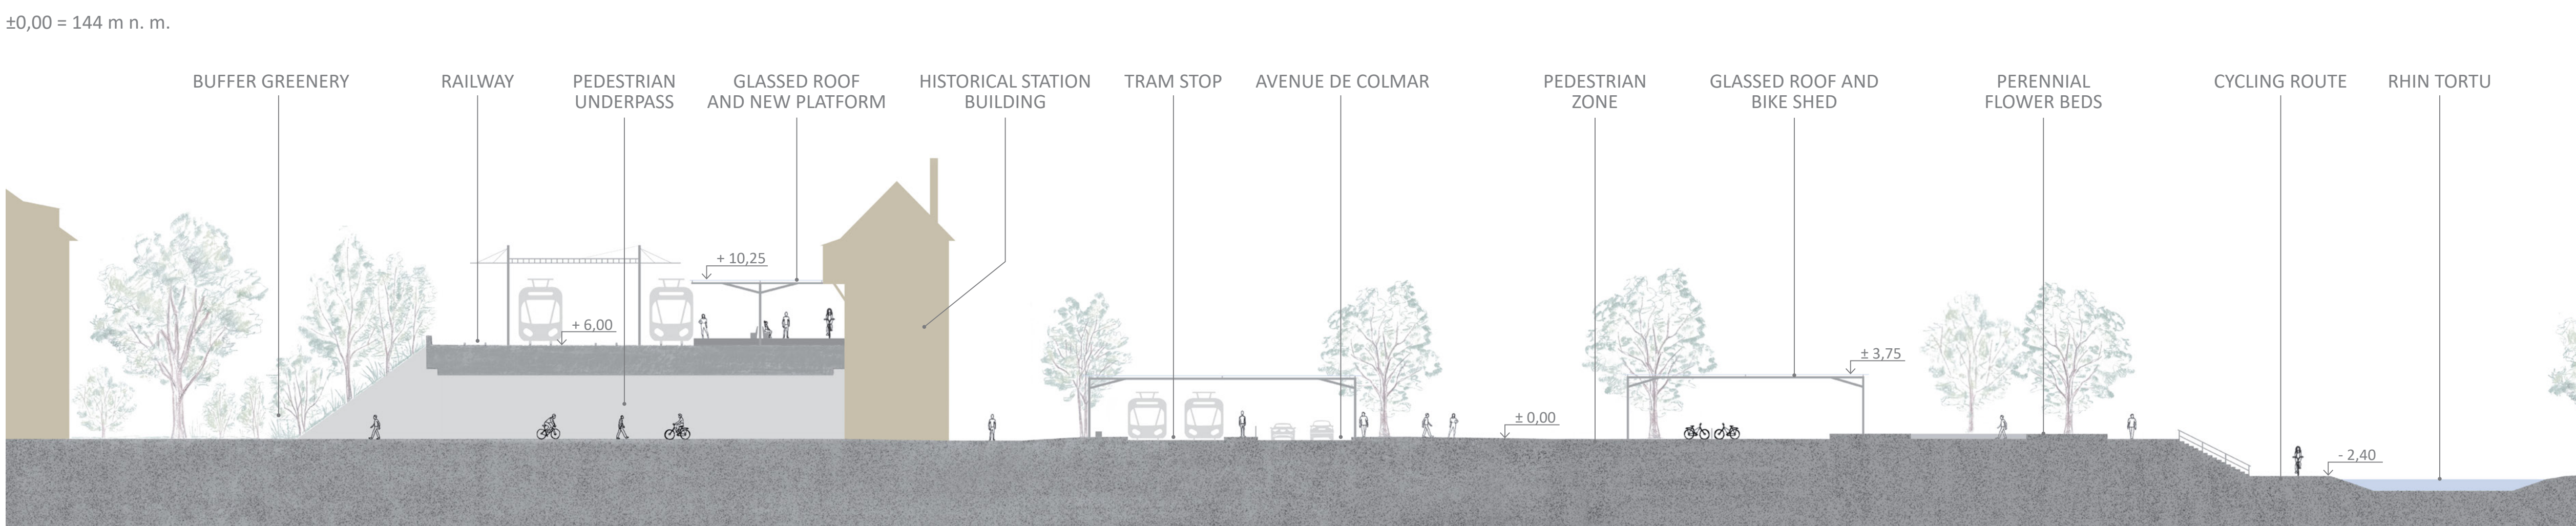 ±0,00 = 144 m n. m.
BUFFER GREENERY
RAILWAY
PEDESTRIAN
UNDERPASS
GLASSED ROOF
AND NEW PLATFORM
HISTORICAL STATION
BUILDING
TRAM STOP
AVENUE DE COLMAR
PEDESTRIAN
ZONE
GLASSED ROOF AND
BIKE SHED
PERENNIAL
FLOWER BEDS
CYCLING ROUTE
RHIN TORTU
+ 10,25
+ 6,00
± 3,75
± 0,00
- 2,40